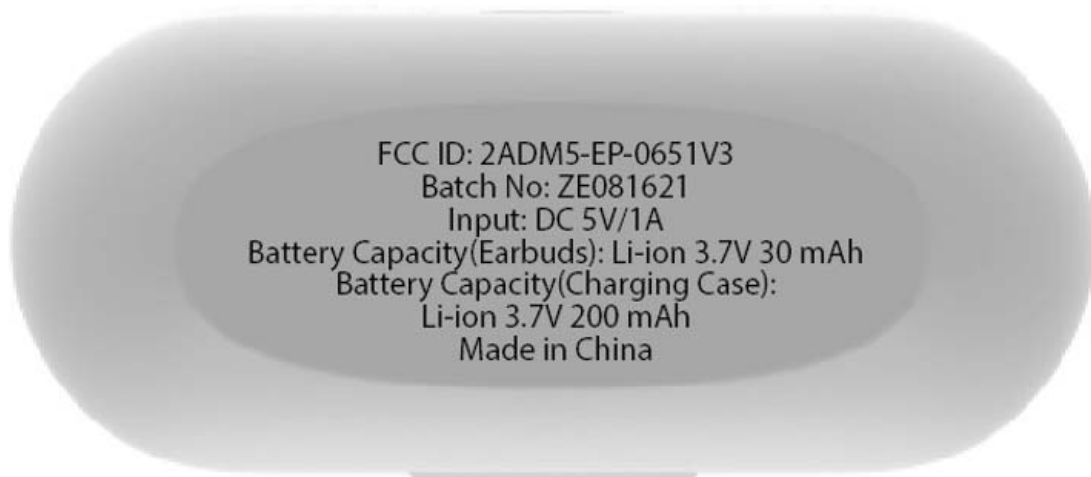 FCC ID: 2ADM5-EP-0651V3
Batch No: ZE081621
Input: DC 5V/1A
Battery Capacity(Earbuds): Li-ion 3.7V 30 mAh
Battery Capacity(Charging Case):
Li-ion 3.7V 200 mAh
Made in China